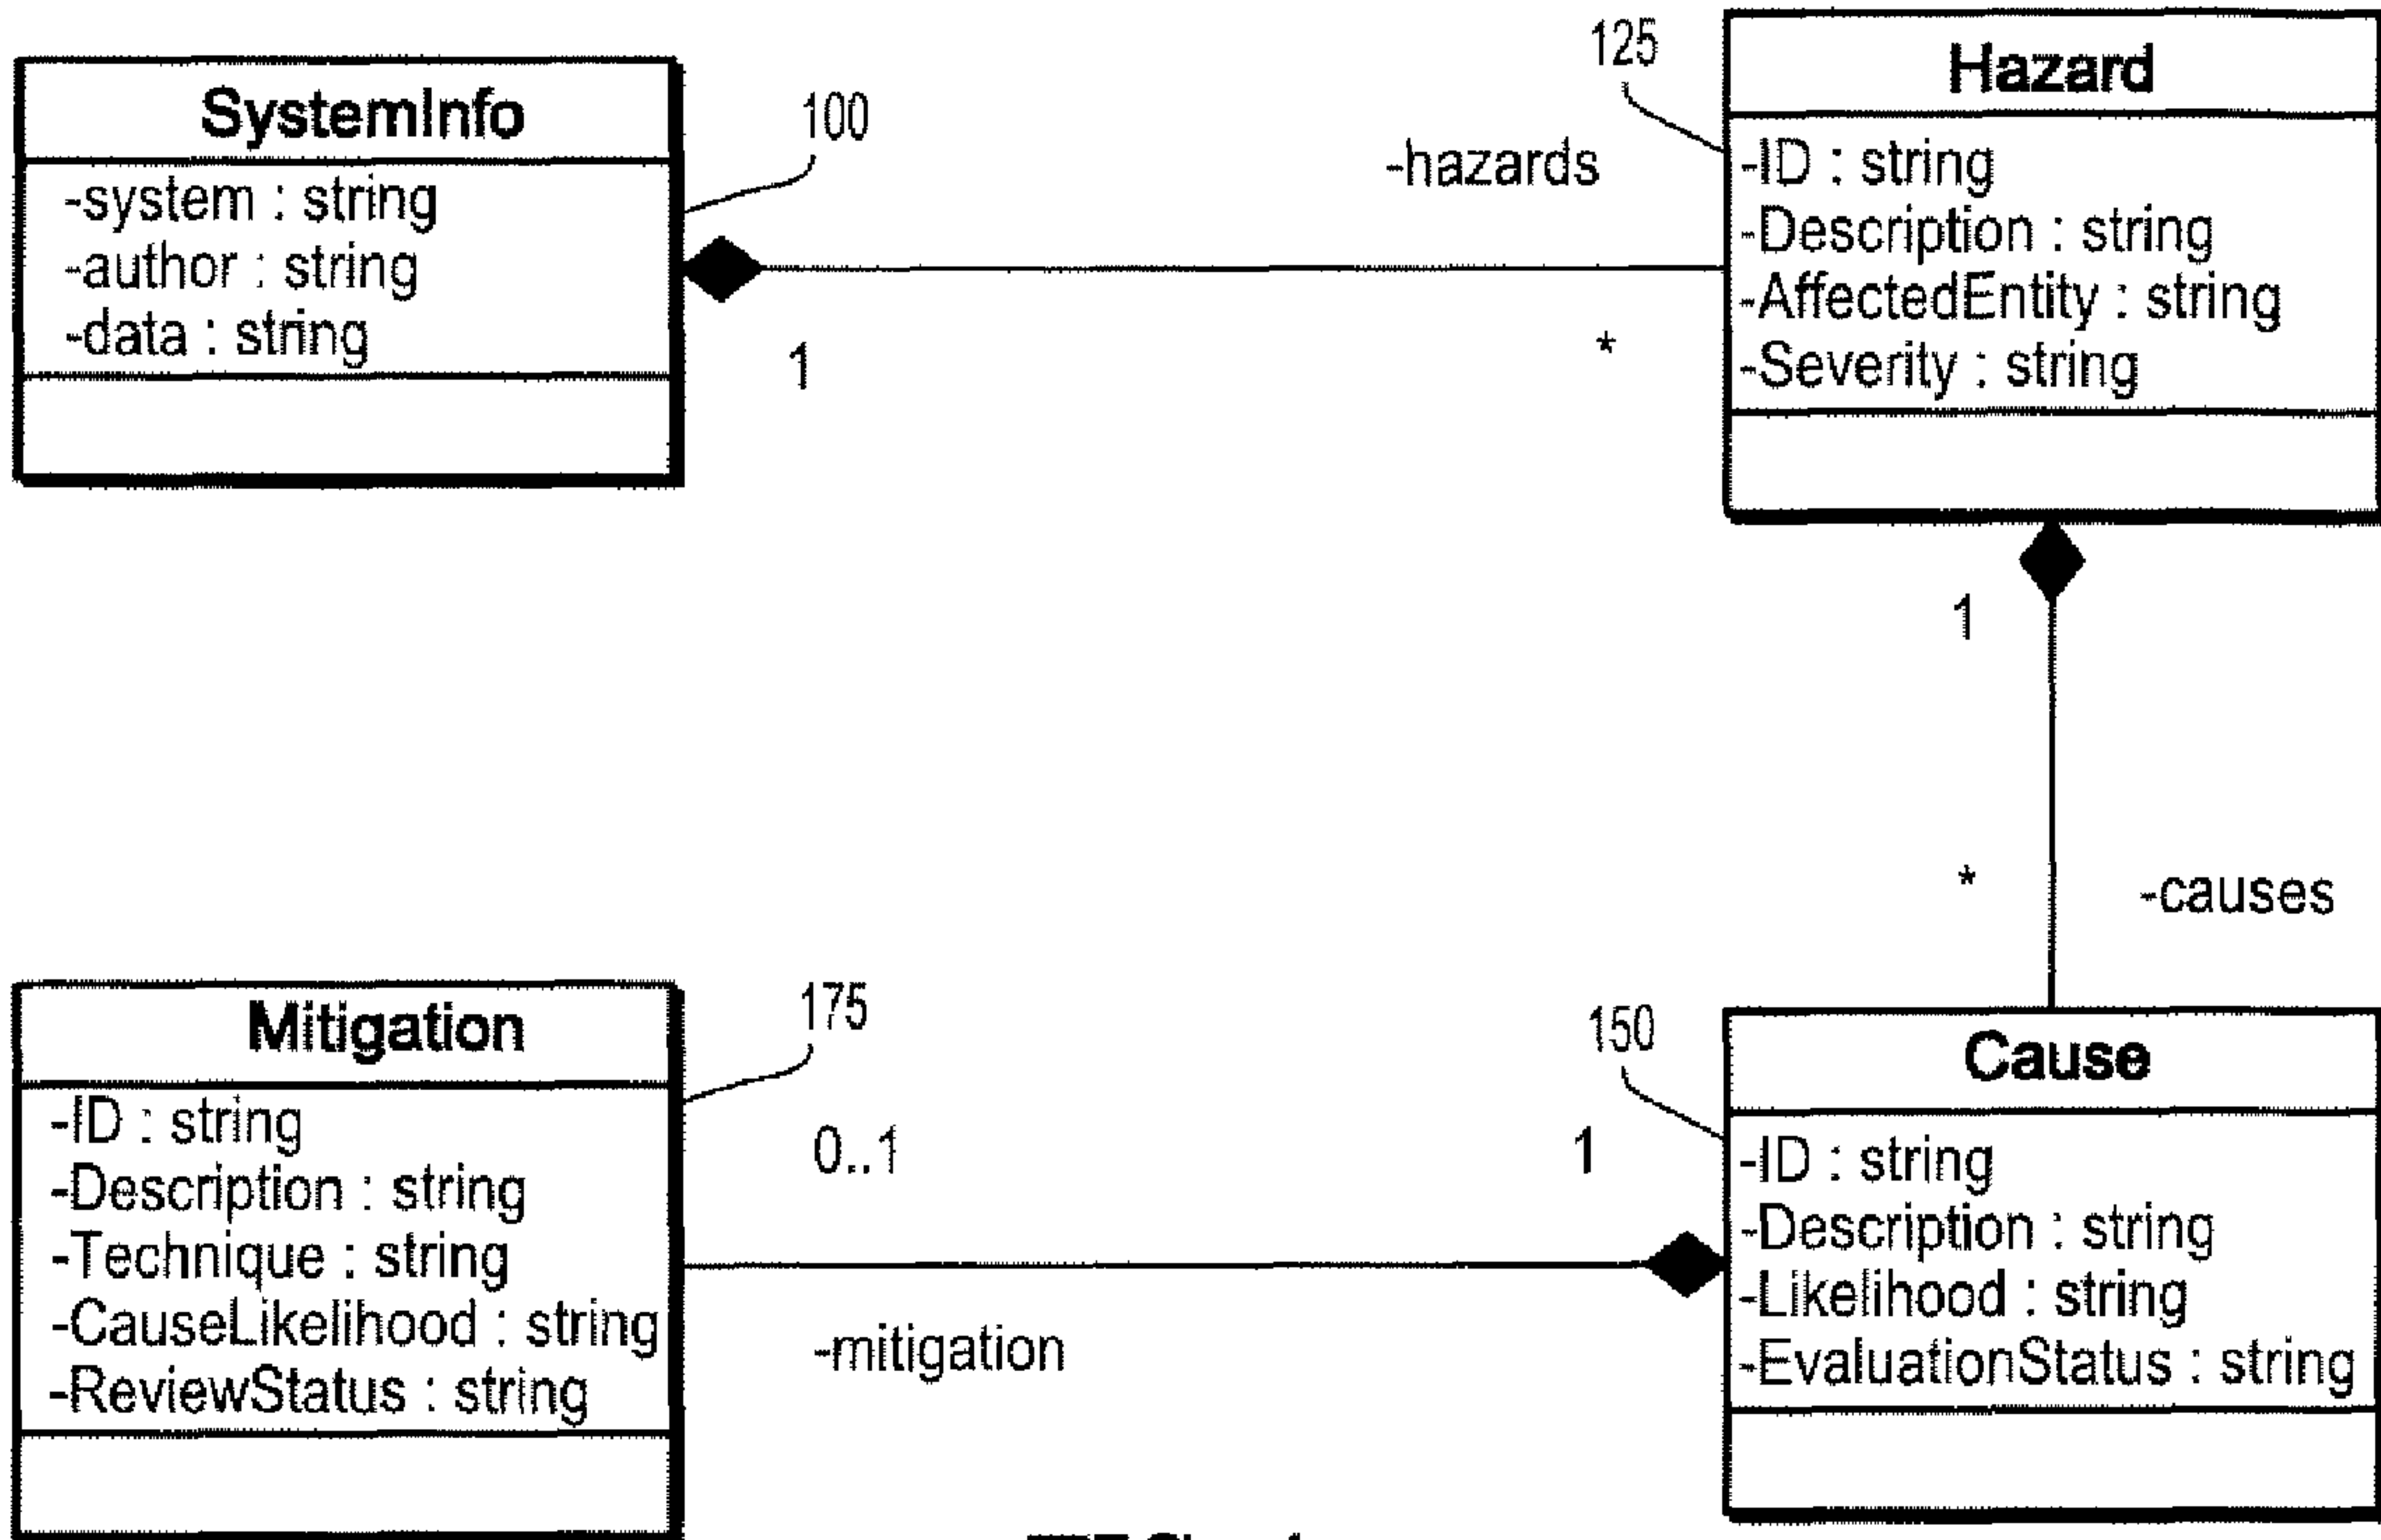 SystemInfo
-system : string
-author : string
-data : string
100
1
-hazards
*
125
Hazard
-ID : string
-Description : string
-AffectedEntity : string
-Severity : string
1
*
-causes
Mitigation
-ID : string
-Description : string
-Technique : string
-CauseLikelihood : string
-ReviewStatus : string
175
0..1
-mitigation
150
1
Cause
-ID : string
-Description : string
-Likelihood : string
-EvaluationStatus : string